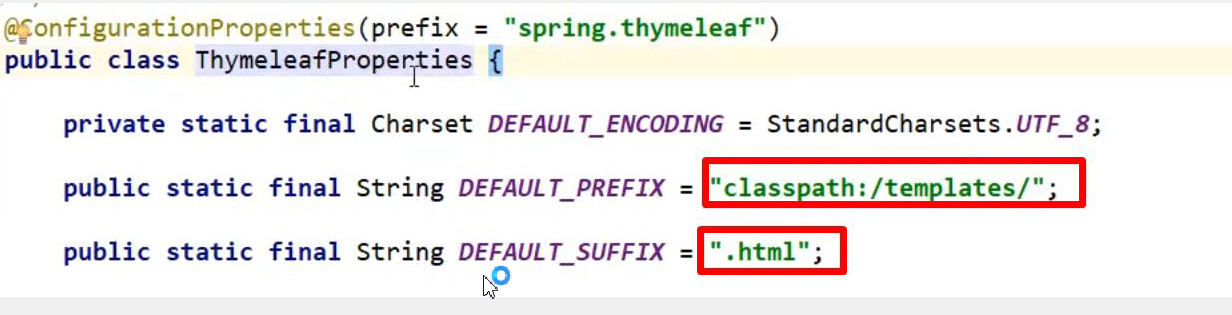 @ConfigurationProperties(prefix = "spring.thymeleaf")
public class ThymeleafProperties {
private static final Charset DEFAULT_ENCODING = StandardCharsets.UTF_8;
public static final String DEFAULT_PREFIX = "classpath:/templates/";
public static final String DEFAULT_SUFFIX = ".html";